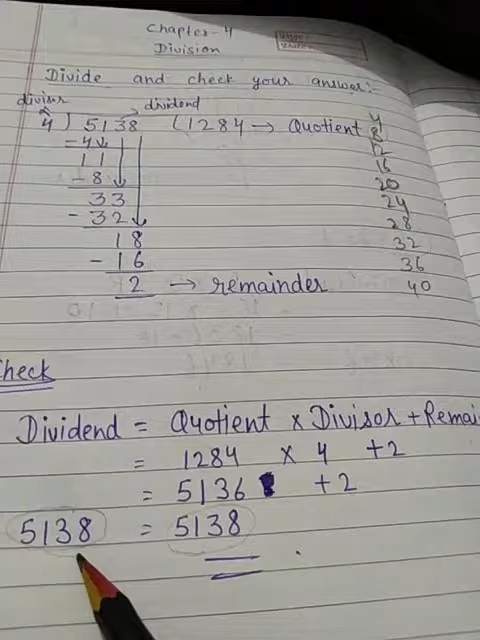 Chapter-4
Division
Divide and check your answer:-
divisor
dividend
4 ) 5138 (1284 → Quotient
- 4
11
- 8
33
- 32
18
- 16
2 → remainder
4
8
12
16
20
24
28
32
36
40
Check
Dividend = Quotient × Divisor + Remai
= 1284 × 4 +2
= 5136 +2
5138 = 5138